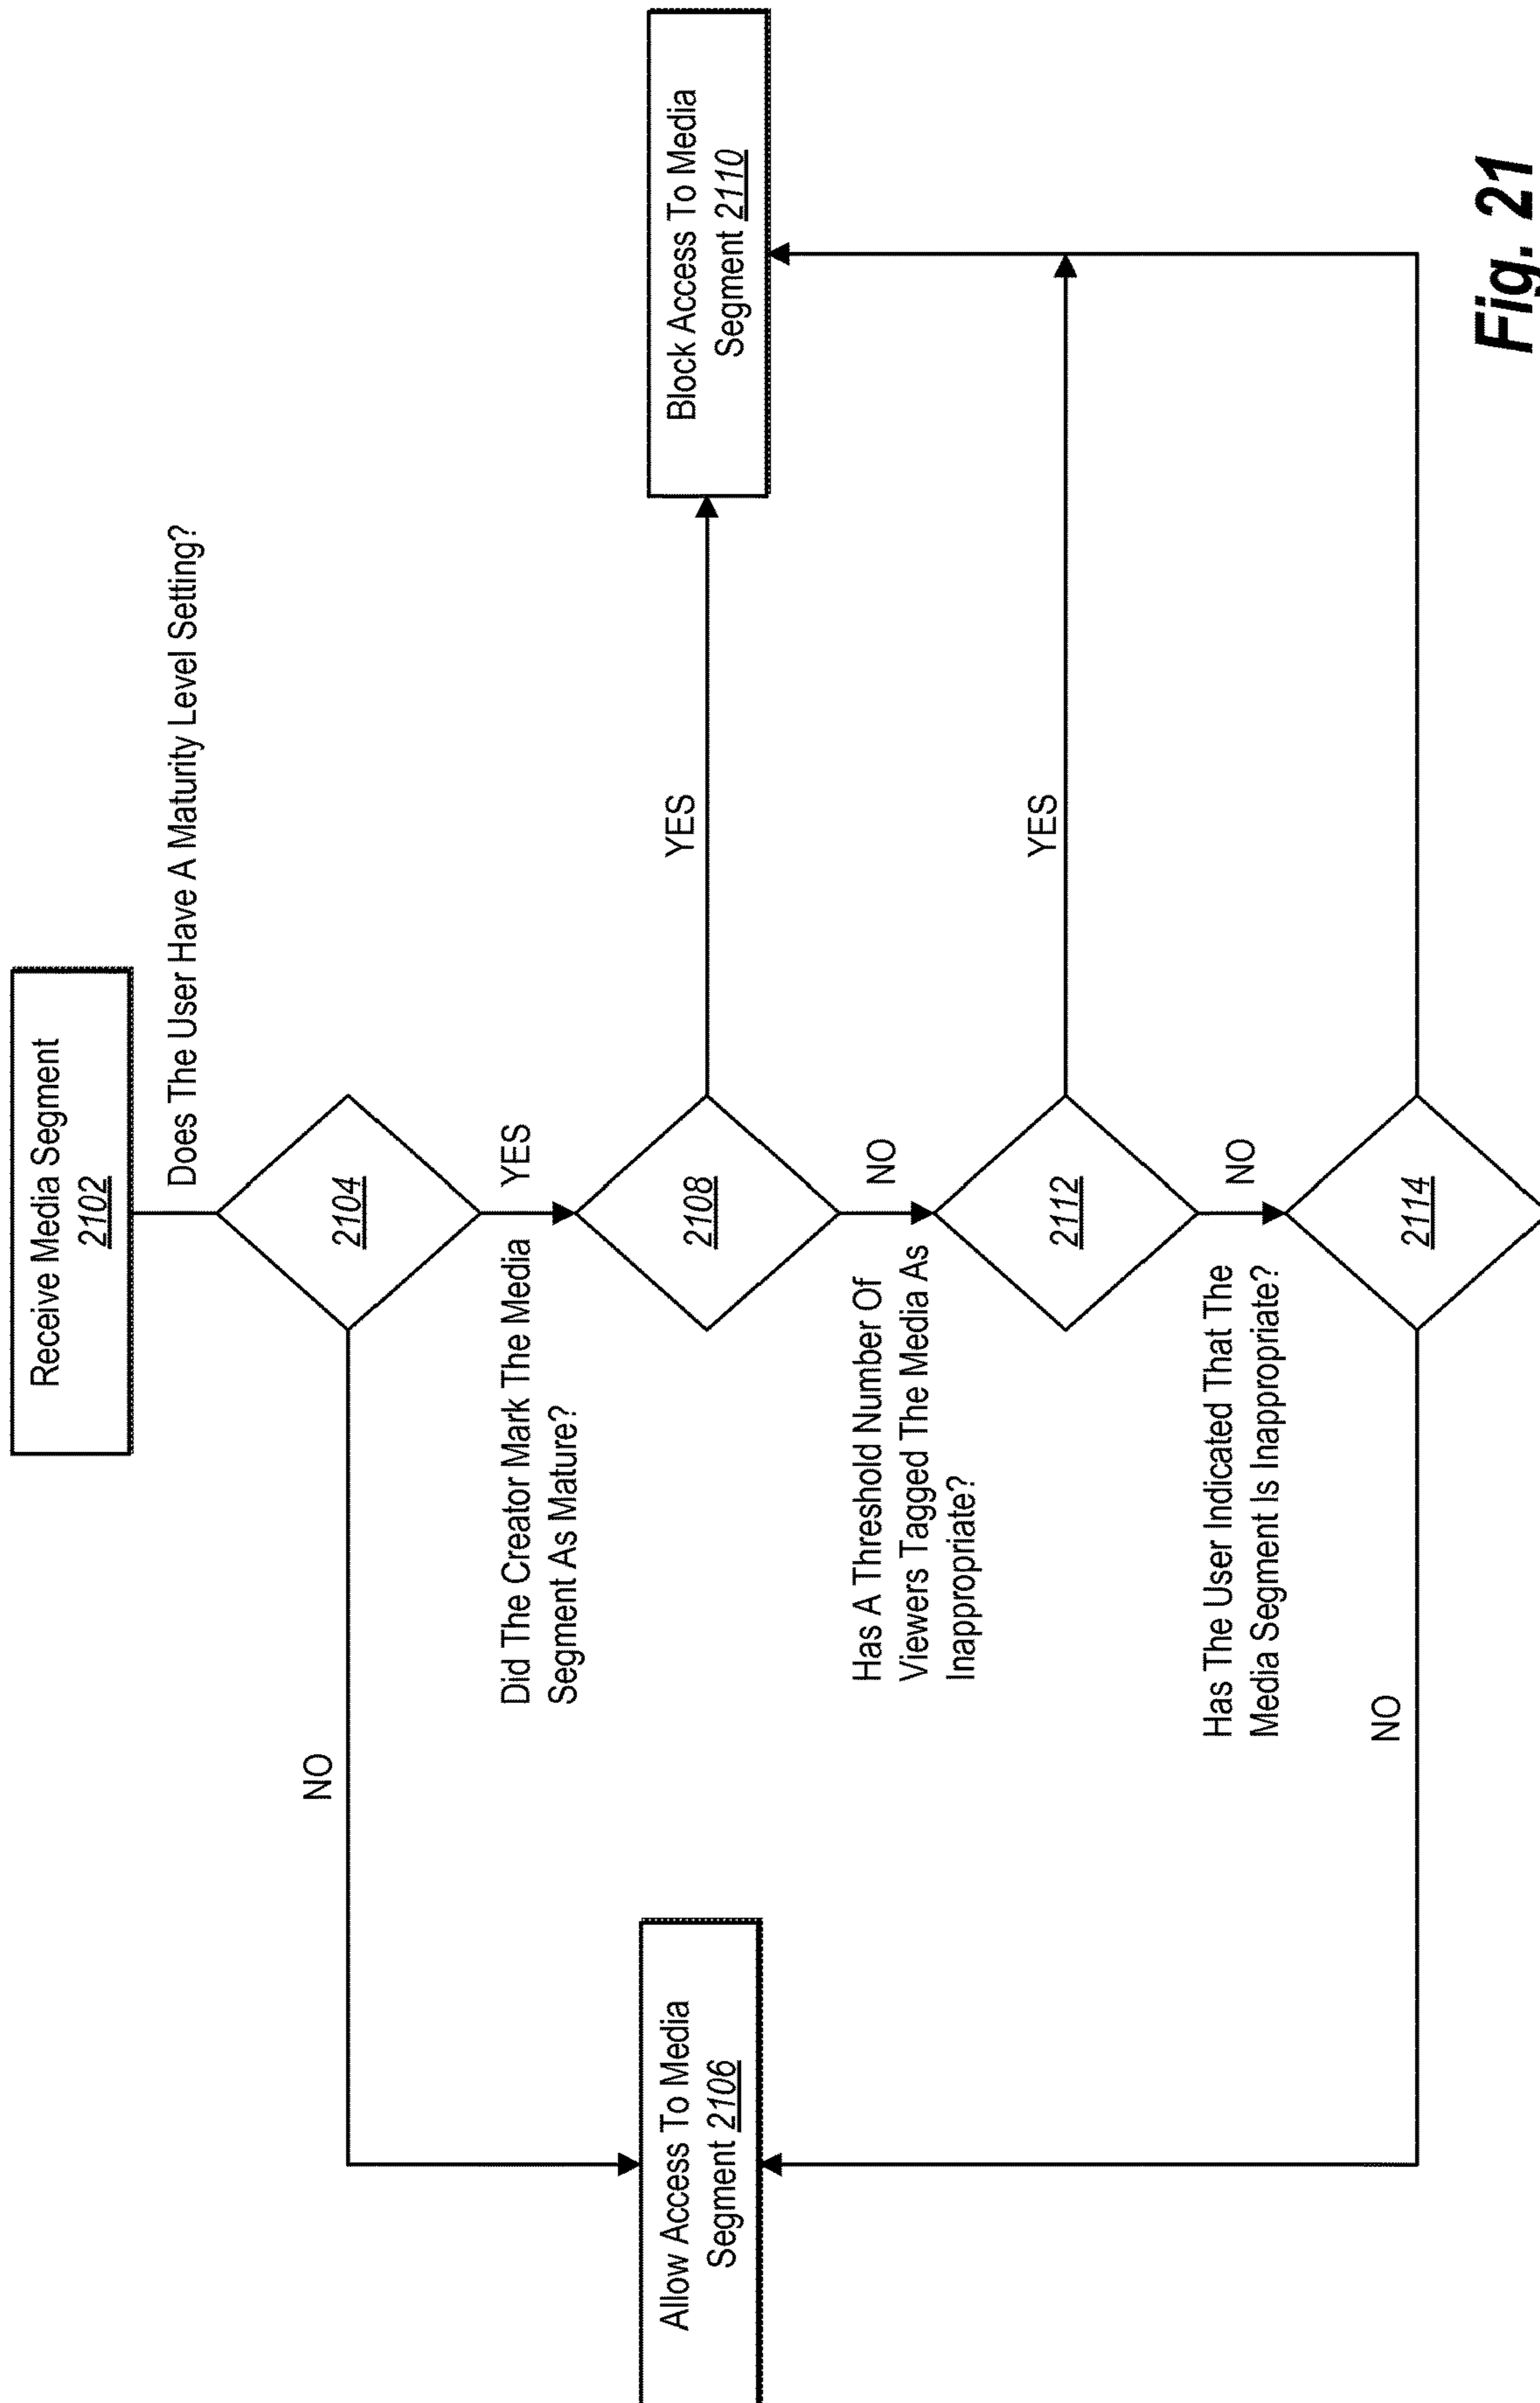 Receive Media Segment
2102
Does The User Have A Maturity Level Setting?
2104
NO
YES
Allow Access To Media
Segment 2106
Did The Creator Mark The Media
Segment As Mature?
2108
YES
Block Access To Media
Segment 2110
NO
Has A Threshold Number Of
Viewers Tagged The Media As
Inappropriate?
2112
YES
NO
Has The User Indicated That The
Media Segment Is Inappropriate?
2114
NO
Fig. 21